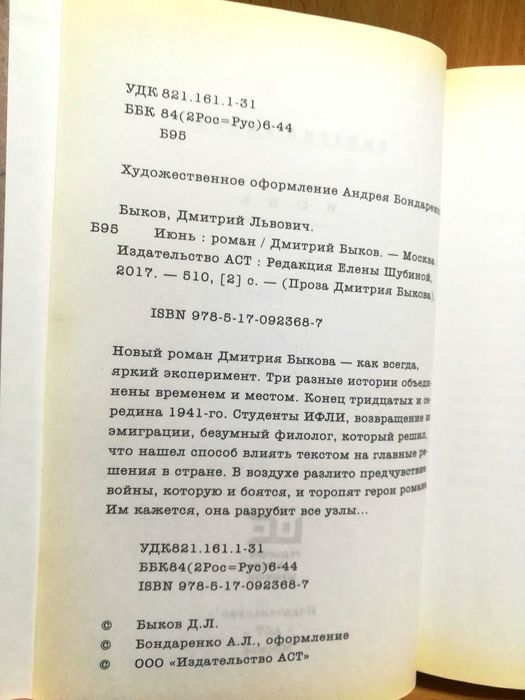 УДК 821.161.1-31
ББК 84(2Рос=Рус)6-44
Б95
Художественное оформление Андрея Бондаренко
Быков, Дмитрий Львович.
Б95 Июнь : роман / Дмитрий Быков. — Москва
Издательство АСТ : Редакция Елены Шубиной,
2017. — 510, [2] с. — (Проза Дмитрия Быкова).
ISBN 978-5-17-092368-7
Новый роман Дмитрия Быкова — как всегда,
яркий эксперимент. Три разные истории объеди-
нены временем и местом. Конец тридцатых и се-
редина 1941-го. Студенты ИФЛИ, возвращение из
эмиграции, безумный филолог, который решил,
что нашел способ влиять текстом на главные ре-
шения в стране. В воздухе разлито предчувствие
войны, которую и боятся, и торопят герои романа.
Им кажется, она разрубит все узлы...
УДК821.161.1-31
ББК84(2Рос=Рус)6-44
ISBN 978-5-17-092368-7
© Быков Д.Л.
© Бондаренко А.Л., оформление
© ООО «Издательство АСТ»